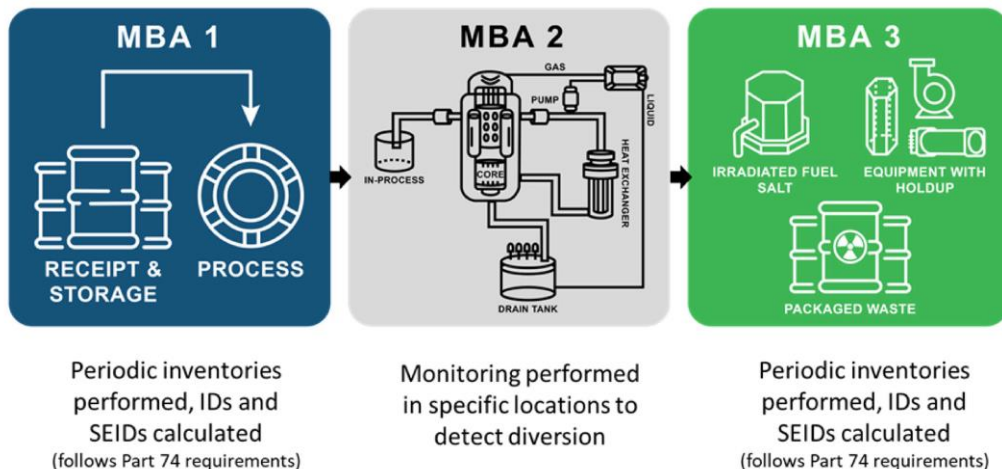 MBA 1
RECEIPT &
STORAGE
PROCESS
MBA 2
GAS
PUMP
LIQUID
IN-PROCESS
CORE
HEAT EXCHANGER
DRAIN TANK
MBA 3
IRRADIATED FUEL
SALT
EQUIPMENT WITH
HOLDUP
PACKAGED WASTE
Periodic inventories
performed, IDs and
SEIDs calculated
(follows Part 74 requirements)
Monitoring performed
in specific locations to
detect diversion
Periodic inventories
performed, IDs and
SEIDs calculated
(follows Part 74 requirements)